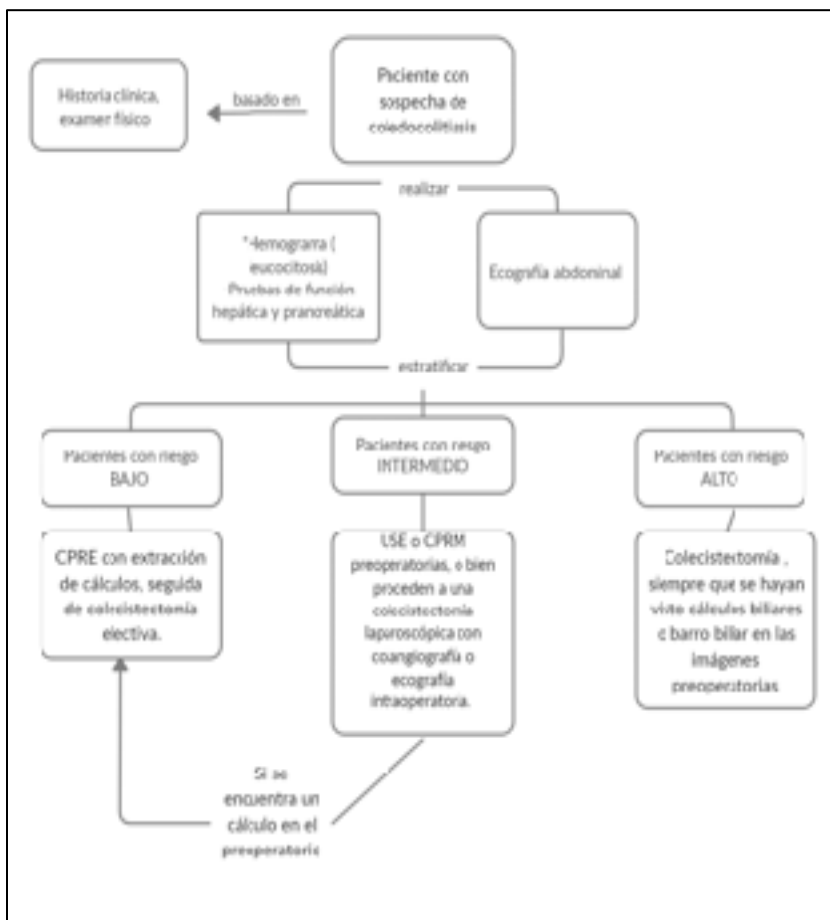 Paciente con
sospecha de
coledocolitiasis
Historia clínica,
examen físico
basado en
realizar
Hemograma (
eucocitosis)
Pruebas de función
hepática y prancreática
Ecografía abdominal
estratificar
Pacientes con riesgo
BAJO
Pacientes con riesgo
INTERMEDIO
Pacientes con riesgo
ALTO
CPRE con extracción
de cálculos, seguida
de colecistectomía
electiva.
USE o CPRM
preoperatorias, o bien
proceden a una
colecistectomía
laparoscópica con
coangiografía o
ecografía
intraoperatoria.
Colecistectomía ,
siempre que se hayan
visto cálculos biliares
o barro biliar en las
imágenes
preoperatorias
Si se
encuentra un
cálculo en el
preoperatorio